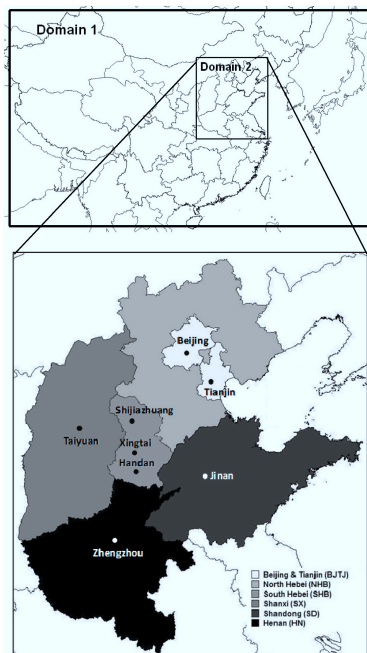 Domain 1
Domain 2
Beijing
Tianjin
Shijiazhuang
Taiyuan
Xingtai
Handan
Jinan
Zhengzhou
Beijing & Tianjin (BJTJ)
North Hebei (NHB)
South Hebei (SHB)
Shanxi (SX)
Shandong (SD)
Henan (HN)